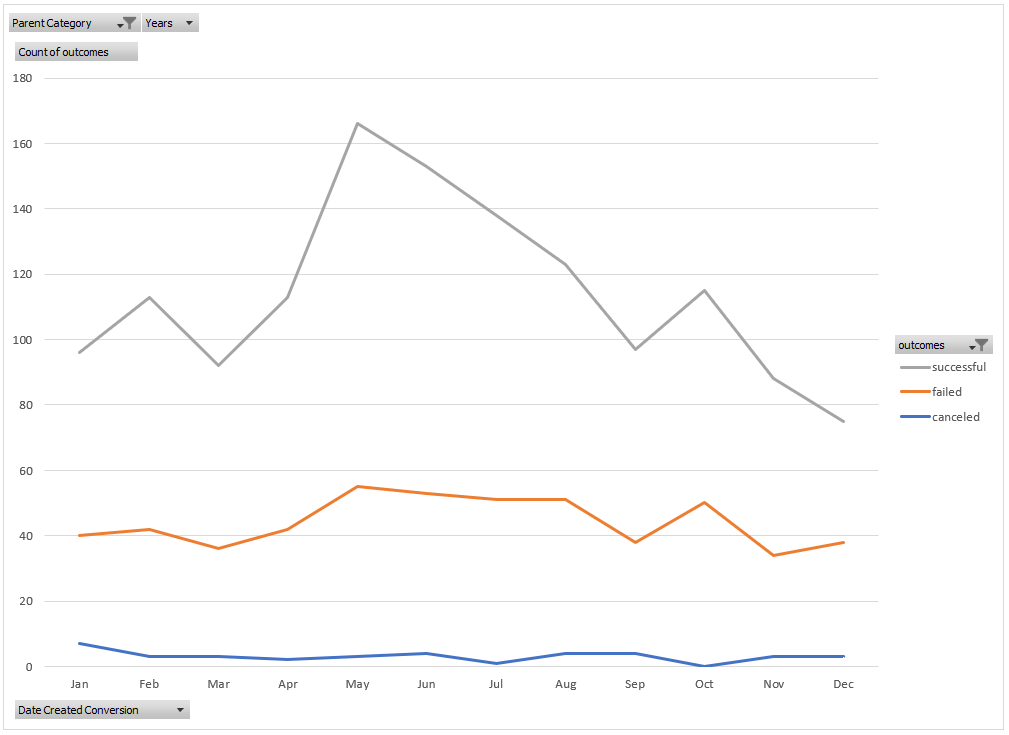 Parent Category Years
Count of outcomes
180
160
140
120
100
80
60
40
20
0
Jan Feb Mar Apr May Jun Jul Aug Sep Oct Nov Dec
outcomes
successful
failed
canceled
Date Created Conversion